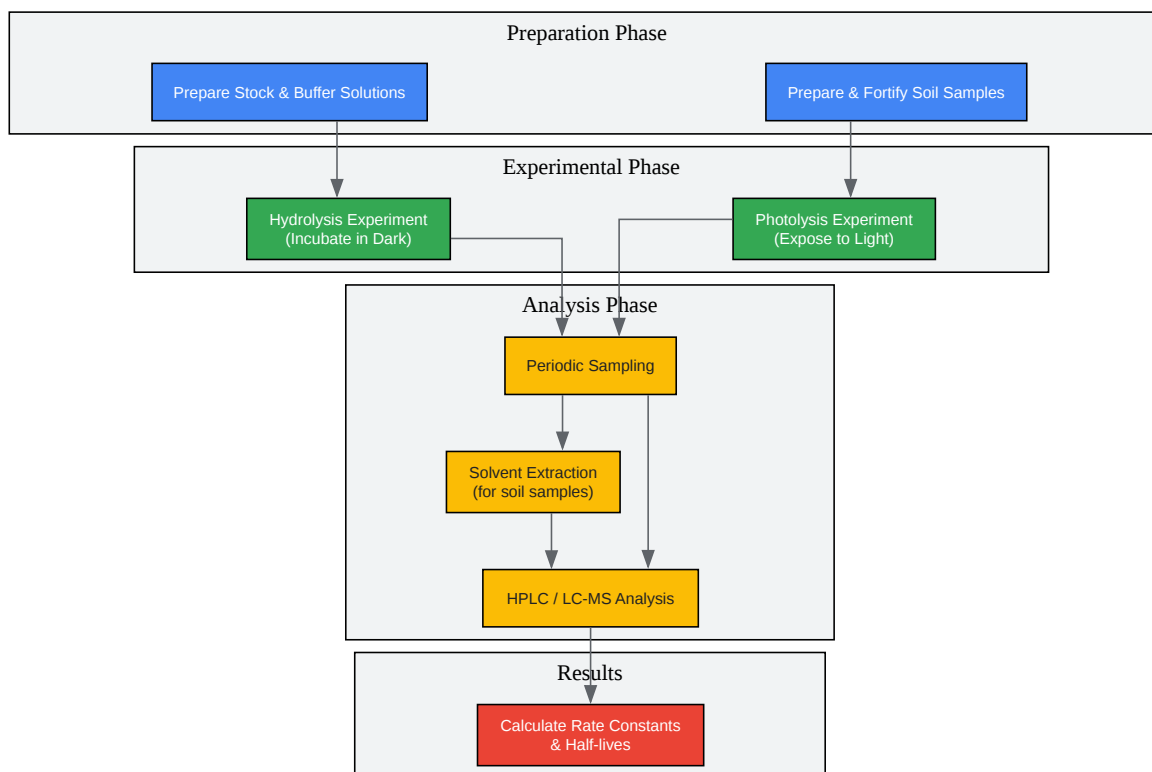 Preparation Phase
Prepare Stock & Buffer Solutions
Prepare & Fortify Soil Samples
Experimental Phase
Hydrolysis Experiment
(Incubate in Dark)
Photolysis Experiment
(Expose to Light)
Analysis Phase
Periodic Sampling
Solvent Extraction
(for soil samples)
HPLC / LC-MS Analysis
Results
Calculate Rate Constants
& Half-lives